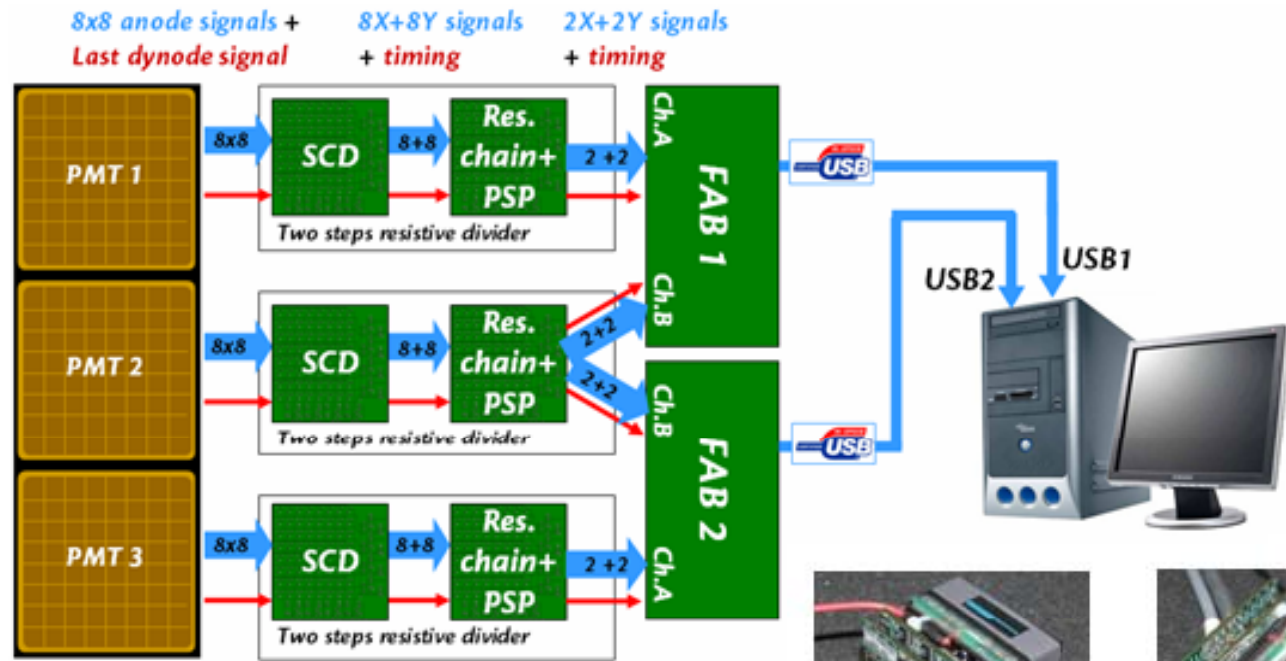 8x8 anode signals +
Last dynode signal
8X+8Y signals
+ timing
2X+2Y signals
+ timing
PMT 1
8x8
SCD
8+8
Res.
chain+
PSP
2 +2
Two steps resistive divider
Ch.A
FAB 1
Ch.B
USB
USB1
USB2
PMT 2
8x8
SCD
8+8
Res.
chain+
PSP
2+2
2+2
Two steps resistive divider
Ch.B
FAB 2
Ch.A
USB
PMT 3
8x8
SCD
8+8
Res.
chain+
PSP
2 +2
Two steps resistive divider